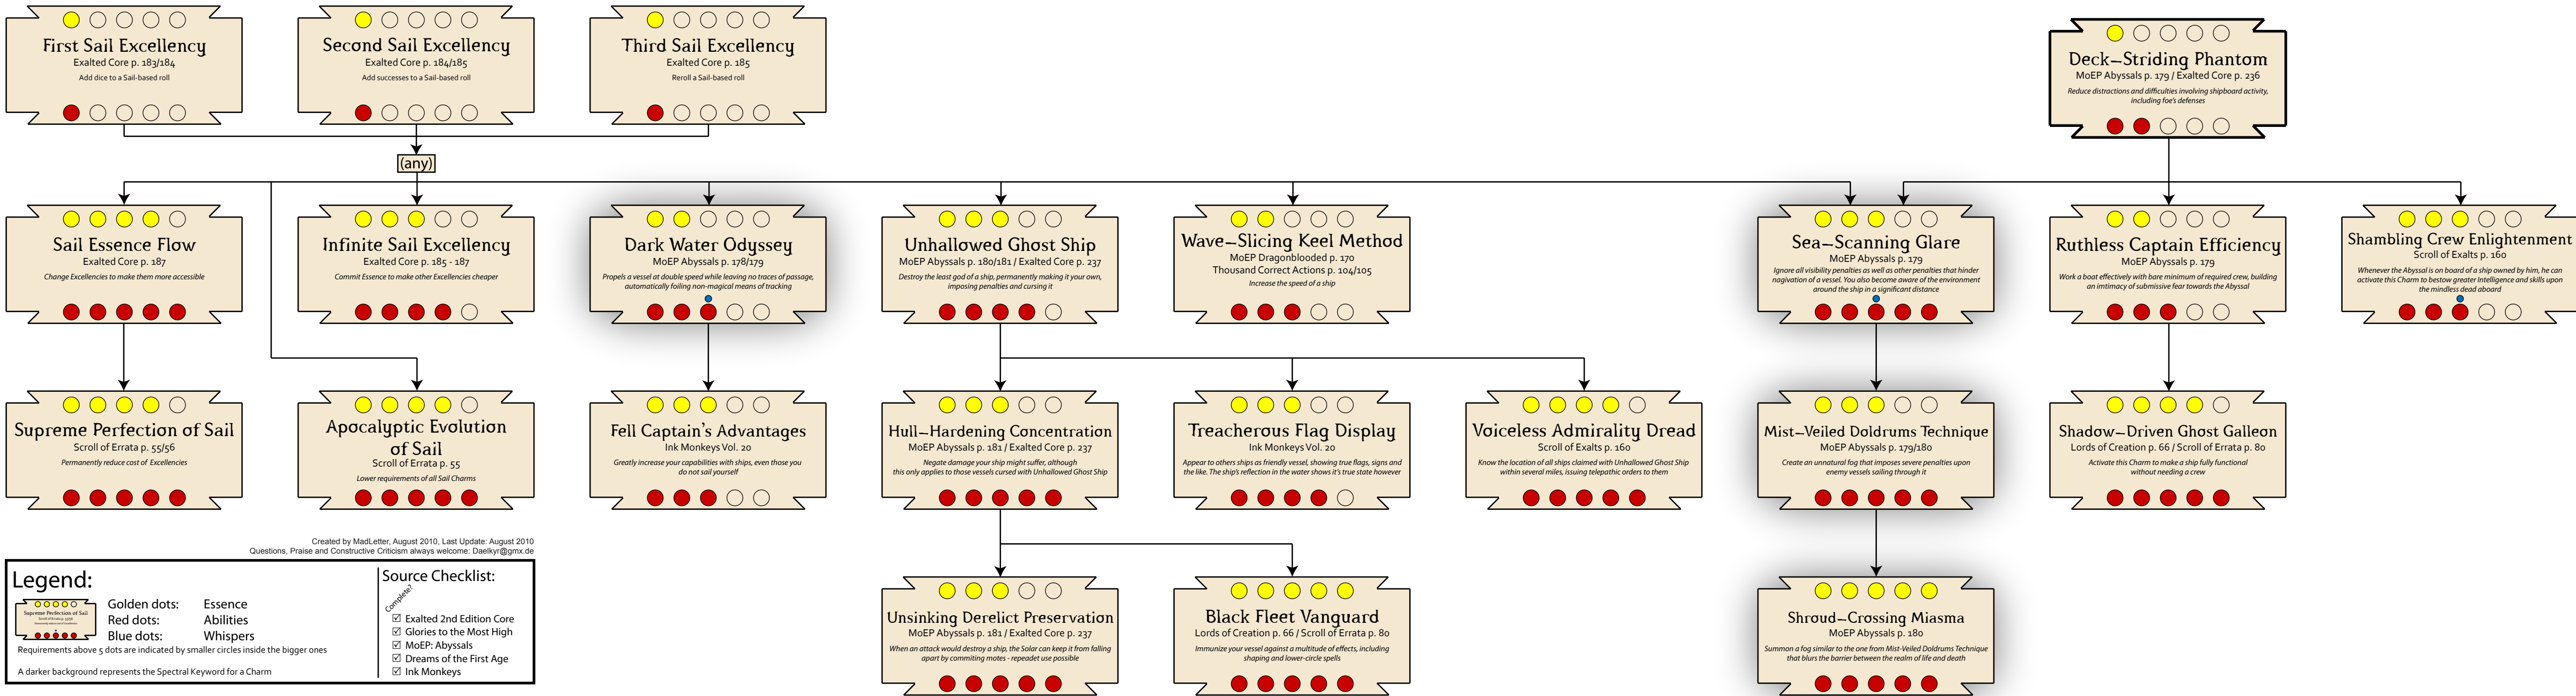 First Sail Excellency
Exalted Core p. 183/184
Add dice to a Sail-based roll
Second Sail Excellency
Exalted Core p. 184/185
Add successes to a Sail-based roll
Third Sail Excellency
Exalted Core p. 185
Reroll a Sail-based roll
Deck-Striding Phantom
MoEP Abyssals p. 179 / Exalted Core p. 236
Reduce distractions and difficulties involving shipboard activity,
including foe's defenses
(any)
Sail Essence Flow
Exalted Core p. 187
Change Excellencies to make them more accessible
Infinite Sail Excellency
Exalted Core p. 185 - 187
Commit Essence to make other Excellencies cheaper
Dark Water Odyssey
MoEP Abyssals p. 178/179
Propels a vessel at double speed while leaving no traces of passage,
automatically foiling non-magical means of tracking
Unhallowed Ghost Ship
MoEP Abyssals p. 180/181 / Exalted Core p. 237
Destroy the least god of a ship, permanently making it your own,
imposing penalties and cursing it
Wave-Slicing Keel Method
MoEP Dragonblooded p. 170
Thousand Correct Actions p. 104/105
Increase the speed of a ship
Sea-Scanning Glare
MoEP Abyssals p. 179
Ignore all visibility penalties as well as other penalties that hinder
nagivation of a vessel. You also become aware of the environment
around the ship in a significant distance
Ruthless Captain Efficiency
MoEP Abyssals p. 179
Work a boat effectively with bare minimum of required crew, building
an imtimacy of submissive fear towards the Abyssal
Shambling Crew Enlightenment
Scroll of Exalts p. 160
Whenever the Abyssal is on board of a ship owned by him, he can
activate this Charm to bestow greater Intelligence and skills upon
the mindless dead aboard
Supreme Perfection of Sail
Scroll of Errata p. 55/56
Permanently reduce cost of Excellencies
Apocalyptic Evolution
of Sail
Scroll of Errata p. 55
Lower requirements of all Sail Charms
Fell Captain's Advantages
Ink Monkeys Vol. 20
Greatly increase your capabilities with ships, even those you
do not sail yourself
Hull-Hardening Concentration
MoEP Abyssals p. 181 / Exalted Core p. 237
Negate damage your ship might suffer, although
this only applies to those vessels cursed with Unhallowed Ghost Ship
Treacherous Flag Display
Ink Monkeys Vol. 20
Appear to others ships as friendly vessel, showing true flags, signs and
the like. The ship's reflection in the water shows it's true state however
Voiceless Admirality Dread
Scroll of Exalts p. 160
Know the location of all ships claimed with Unhallowed Ghost Ship
within several miles, issuing telepathic orders to them
Mist-Veiled Doldrums Technique
MoEP Abyssals p. 179/180
Create an unnatural fog that imposes severe penalties upon
enemy vessels sailing through it
Shadow-Driven Ghost Galleon
Lords of Creation p. 66 / Scroll of Errata p. 80
Activate this Charm to make a ship fully functional
without needing a crew
Created by MadLetter, August 2010, Last Update: August 2010
Questions, Praise and Constructive Criticism always welcome: Daelkyr@gmx.de
Unsinking Derelict Preservation
MoEP Abyssals p. 181 / Exalted Core p. 237
When an attack would destroy a ship, the Solar can keep it from falling
apart by commiting motes - repeadet use possible
Black Fleet Vanguard
Lords of Creation p. 66 / Scroll of Errata p. 80
Immunize your vessel against a multitude of effects, including
shaping and lower-circle spells
Shroud-Crossing Miasma
MoEP Abyssals p. 180
Summon a fog similar to the one from Mist-Veiled Doldrums Technique
that blurs the barrier between the realm of life and death
Legend:
Supreme Perfection of Sail
Golden dots: Essence
Red dots: Abilities
Blue dots: Whispers
Requirements above 5 dots are indicated by smaller circles inside the bigger ones
A darker background represents the Spectral Keyword for a Charm
Source Checklist:
Complete?
Exalted 2nd Edition Core
Glories to the Most High
MoEP: Abyssals
Dreams of the First Age
Ink Monkeys